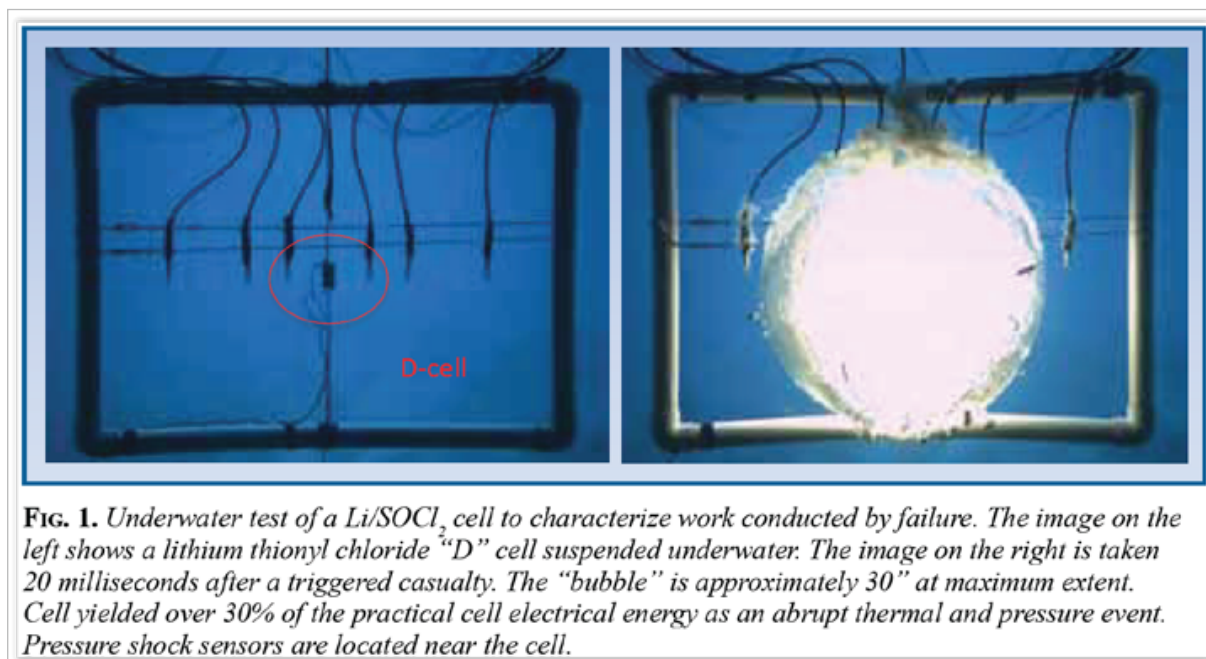 D-cell
FIG. 1. Underwater test of a Li/SOCl₂ cell to characterize work conducted by failure. The image on the
left shows a lithium thionyl chloride “D” cell suspended underwater. The image on the right is taken
20 milliseconds after a triggered casualty. The “bubble” is approximately 30” at maximum extent.
Cell yielded over 30% of the practical cell electrical energy as an abrupt thermal and pressure event.
Pressure shock sensors are located near the cell.